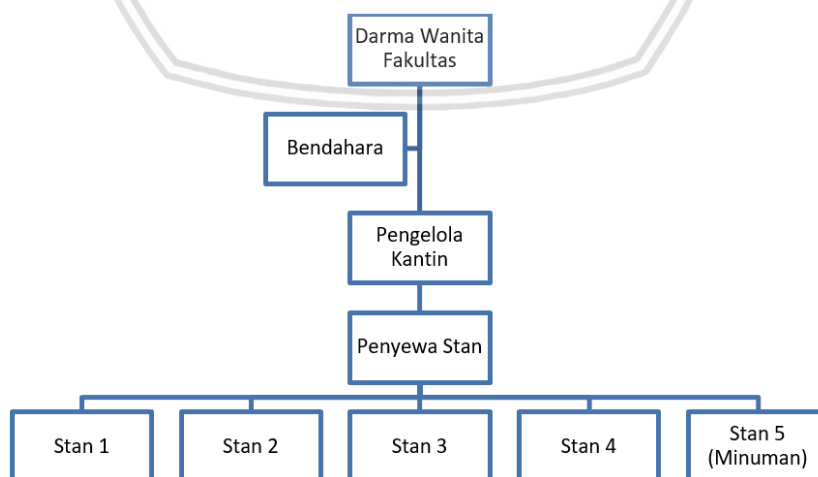 Darma Wanita
Fakultas
Bendahara
Pengelola
Kantin
Penyewa Stan
Stan 1
Stan 2
Stan 3
Stan 4
Stan 5
(Minuman)